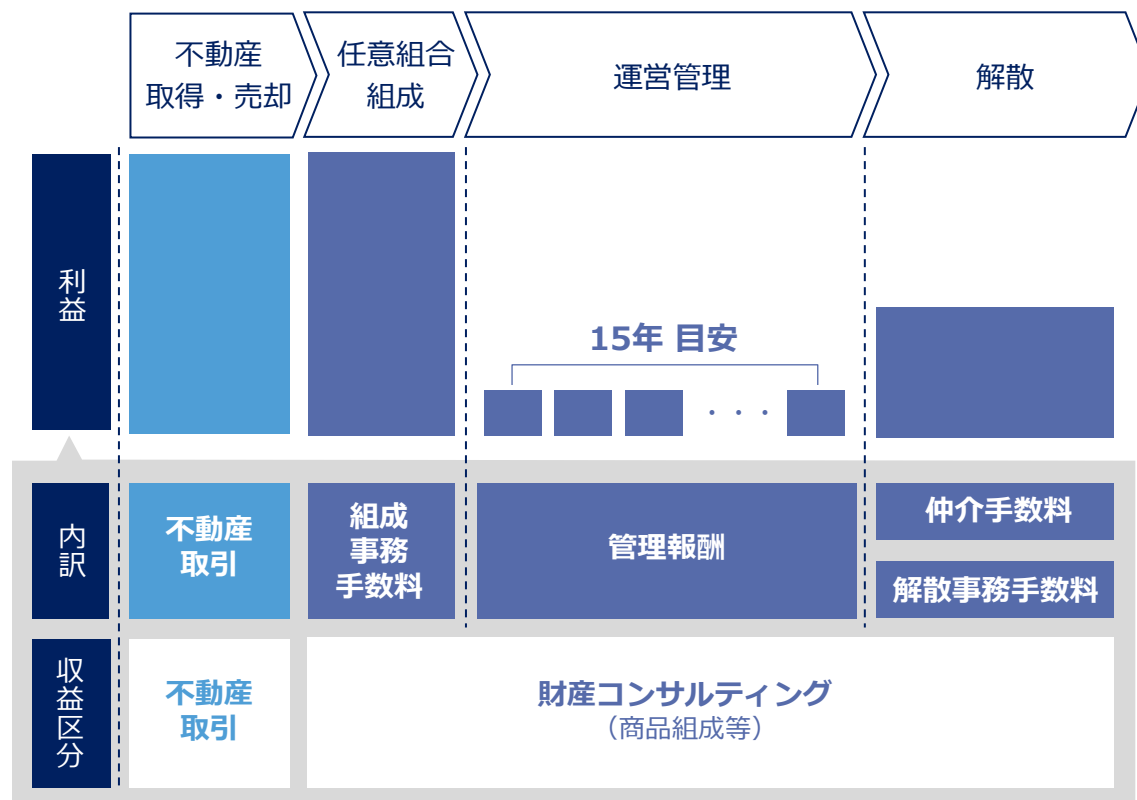 不動産
取得・売却
任意組合
組成
運営管理
解散
利益
15年 目安
・・・
内訳
不動産
取引
組成
事務
手数料
管理報酬
仲介手数料
解散事務手数料
収益区分
不動産
取引
財産コンサルティング
（商品組成等）